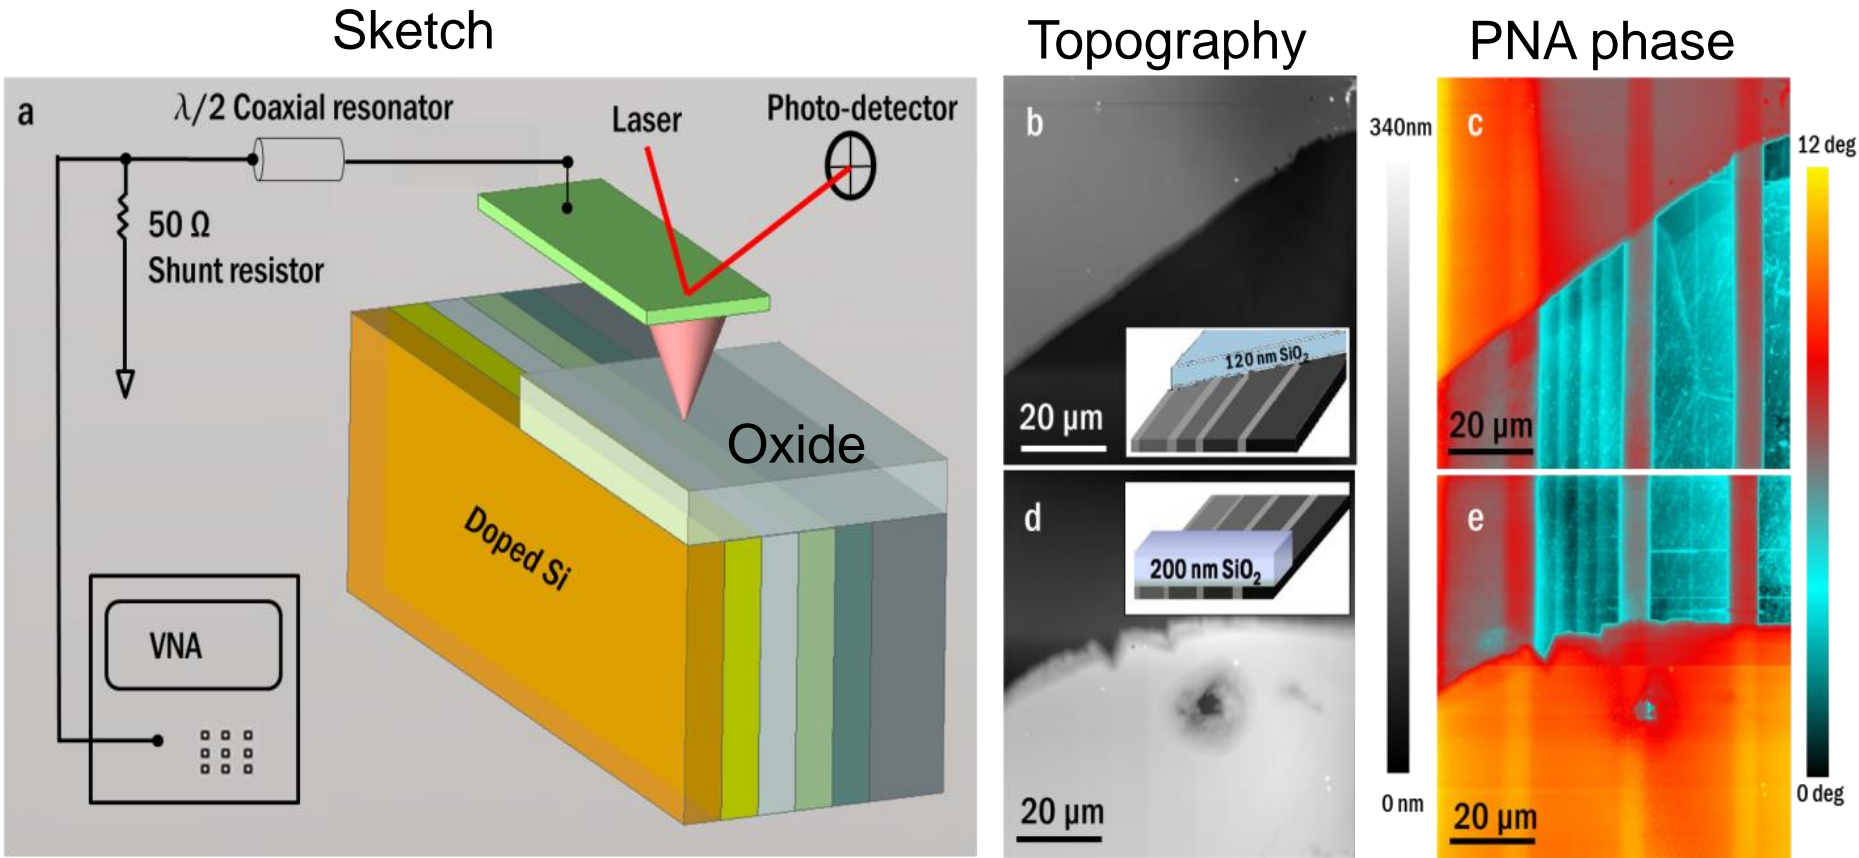 Sketch
Topography
PNA phase
a
λ/2 Coaxial resonator
Laser
Photo-detector
50 Ω
Shunt resistor
Oxide
Doped Si
VNA
b
120 nm SiO₂
20 μm
340nm
0 nm
d
200 nm SiO₂
20 μm
c
20 μm
12 deg
0 deg
e
20 μm